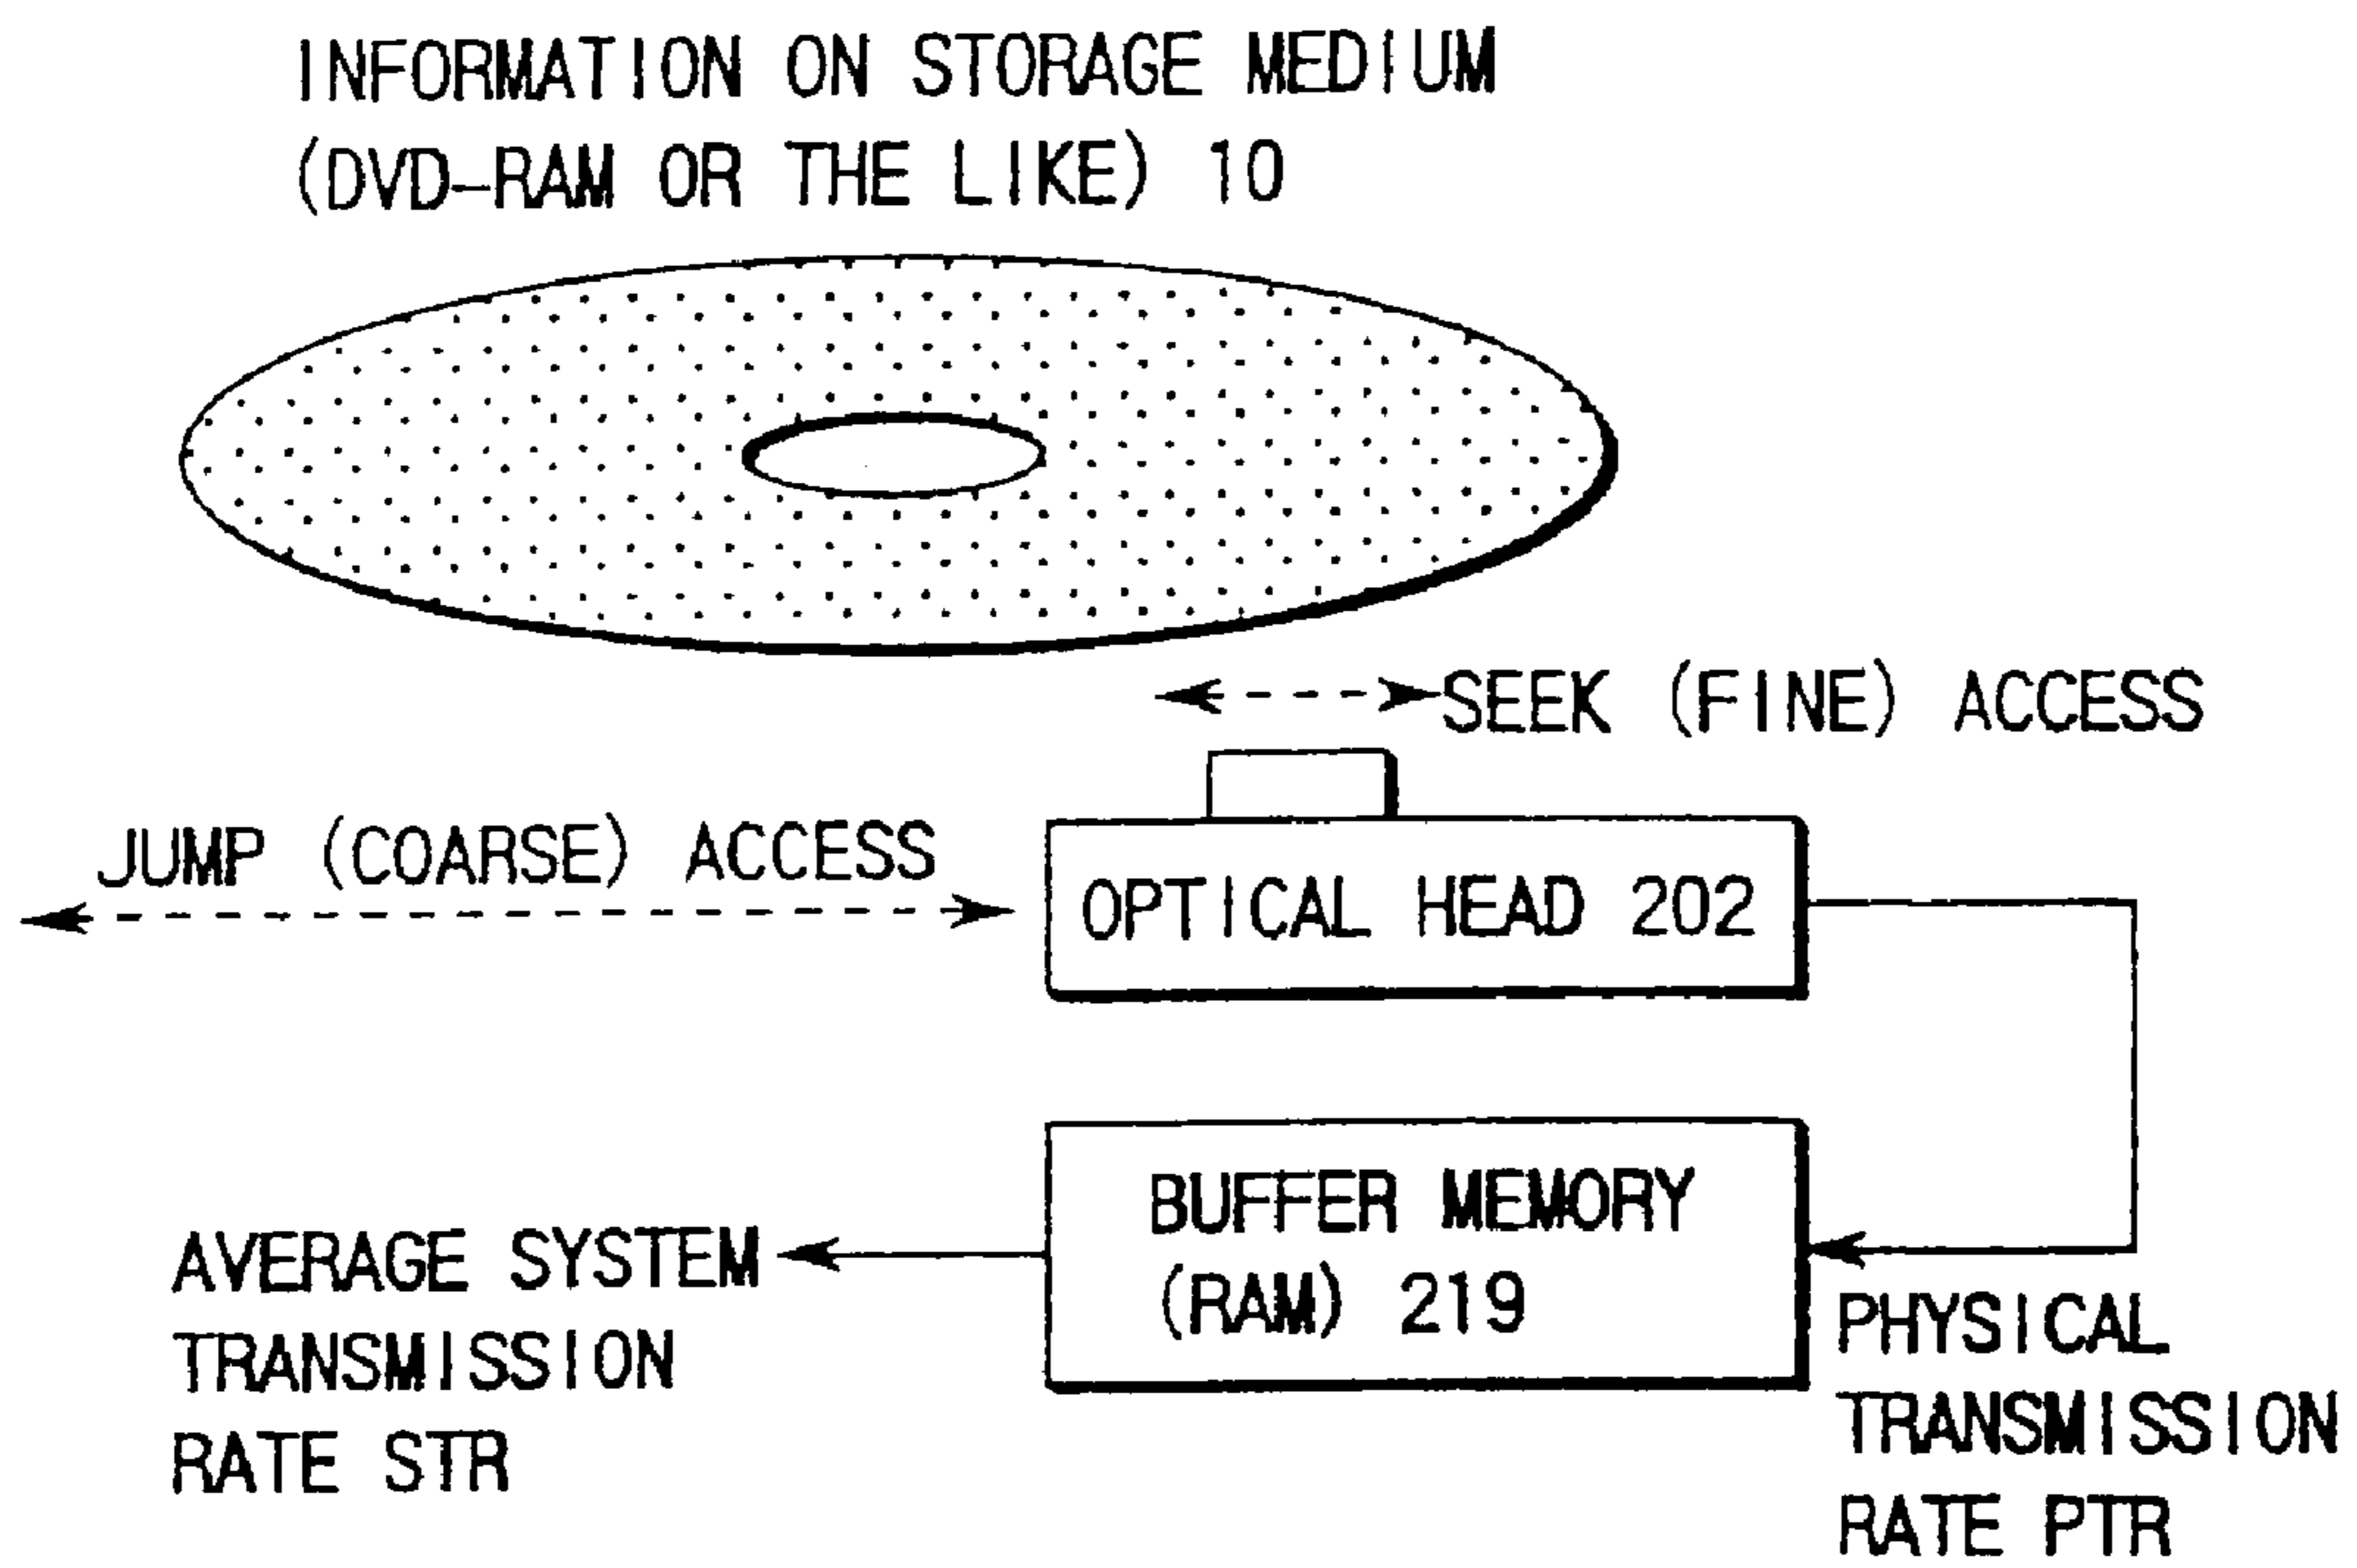 INFORMATION ON STORAGE MEDIUM
(DVD-RAM OR THE LIKE) 10
SEEK (FINE) ACCESS
JUMP (COARSE) ACCESS
OPTICAL HEAD 202
BUFFER MEMORY
(RAM) 219
AVERAGE SYSTEM
TRANSMISSION
RATE STR
PHYSICAL
TRANSMISSION
RATE PTR